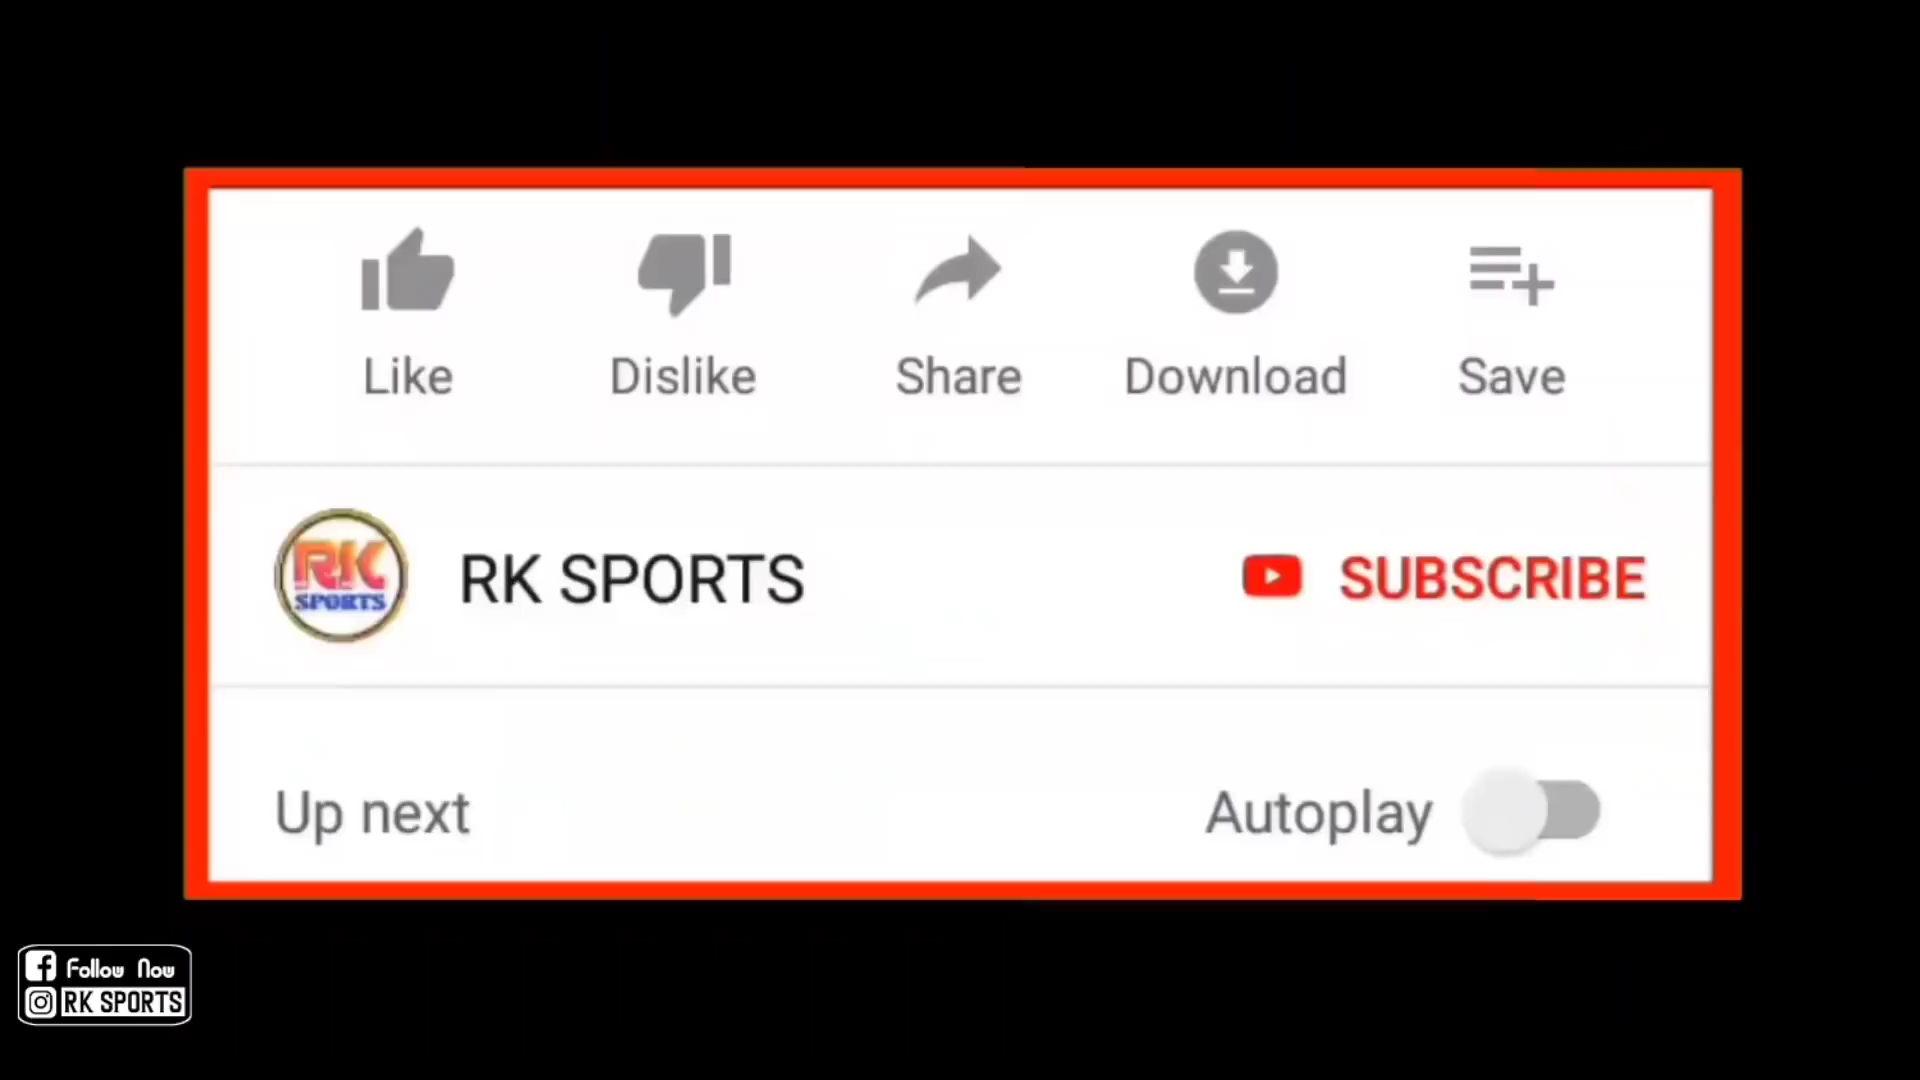 Like Dislike Share Download Save
RK SPORTS
RK SPORTS SUBSCRIBE
Up next Autoplay
Follow Now
RK SPORTS